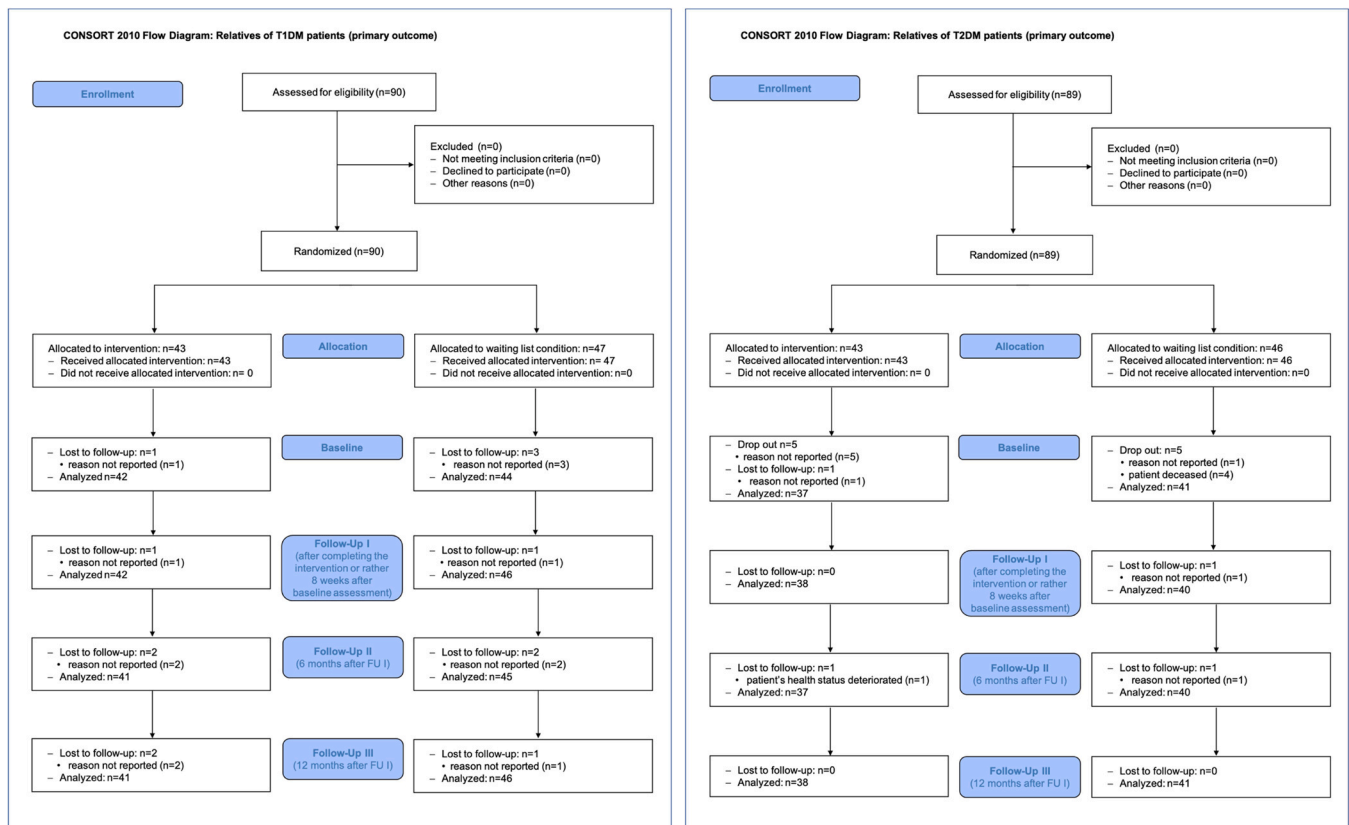 CONSORT 2010 Flow Diagram: Relatives of T1DM patients (primary outcome)
Enrollment
Assessed for eligibility (n=90)
Excluded (n=0)
– Not meeting inclusion criteria (n=0)
– Declined to participate (n=0)
– Other reasons (n=0)
Randomized (n=90)
Allocated to intervention: n=43
– Received allocated intervention: n=43
– Did not receive allocated intervention: n= 0
Allocation
Allocated to waiting list condition: n=47
– Received allocated intervention: n= 47
– Did not receive allocated intervention: n=0
– Lost to follow-up: n=1
• reason not reported (n=1)
– Analyzed n=42
Baseline
– Lost to follow-up: n=3
• reason not reported (n=3)
– Analyzed: n=44
– Lost to follow-up: n=1
• reason not reported (n=1)
– Analyzed n=42
Follow-Up I
(after completing the
intervention or rather
8 weeks after
baseline assessment)
– Lost to follow-up: n=1
• reason not reported (n=1)
– Analyzed: n=46
– Lost to follow-up: n=2
• reason not reported (n=2)
– Analyzed: n=41
Follow-Up II
(6 months after FU I)
– Lost to follow-up: n=2
• reason not reported (n=2)
– Analyzed: n=45
– Lost to follow-up: n=2
• reason not reported (n=2)
– Analyzed: n=41
Follow-Up III
(12 months after FU I)
– Lost to follow-up: n=1
• reason not reported (n=1)
– Analyzed: n=46
CONSORT 2010 Flow Diagram: Relatives of T2DM patients (primary outcome)
Enrollment
Assessed for eligibility (n=89)
Excluded (n=0)
– Not meeting inclusion criteria (n=0)
– Declined to participate (n=0)
– Other reasons (n=0)
Randomized (n=89)
Allocated to intervention: n=43
– Received allocated intervention: n=43
– Did not receive allocated intervention: n= 0
Allocation
Allocated to waiting list condition: n=46
– Received allocated intervention: n= 46
– Did not receive allocated intervention: n=0
– Drop out n=5
• reason not reported (n=5)
– Lost to follow-up: n=1
• reason not reported (n=1)
– Analyzed: n=37
Baseline
– Drop out: n=5
• reason not reported (n=1)
• patient deceased (n=4)
– Analyzed: n=41
– Lost to follow-up: n=0
– Analyzed: n=38
Follow-Up I
(after completing the
intervention or rather
8 weeks after
baseline assessment)
– Lost to follow-up: n=1
• reason not reported (n=1)
– Analyzed: n=40
– Lost to follow-up: n=1
• patient's health status deteriorated (n=1)
– Analyzed: n=37
Follow-Up II
(6 months after FU I)
– Lost to follow-up: n=1
• reason not reported (n=1)
– Analyzed: n=40
– Lost to follow-up: n=0
– Analyzed: n=38
Follow-Up III
(12 months after FU I)
– Lost to follow-up: n=0
– Analyzed: n=41